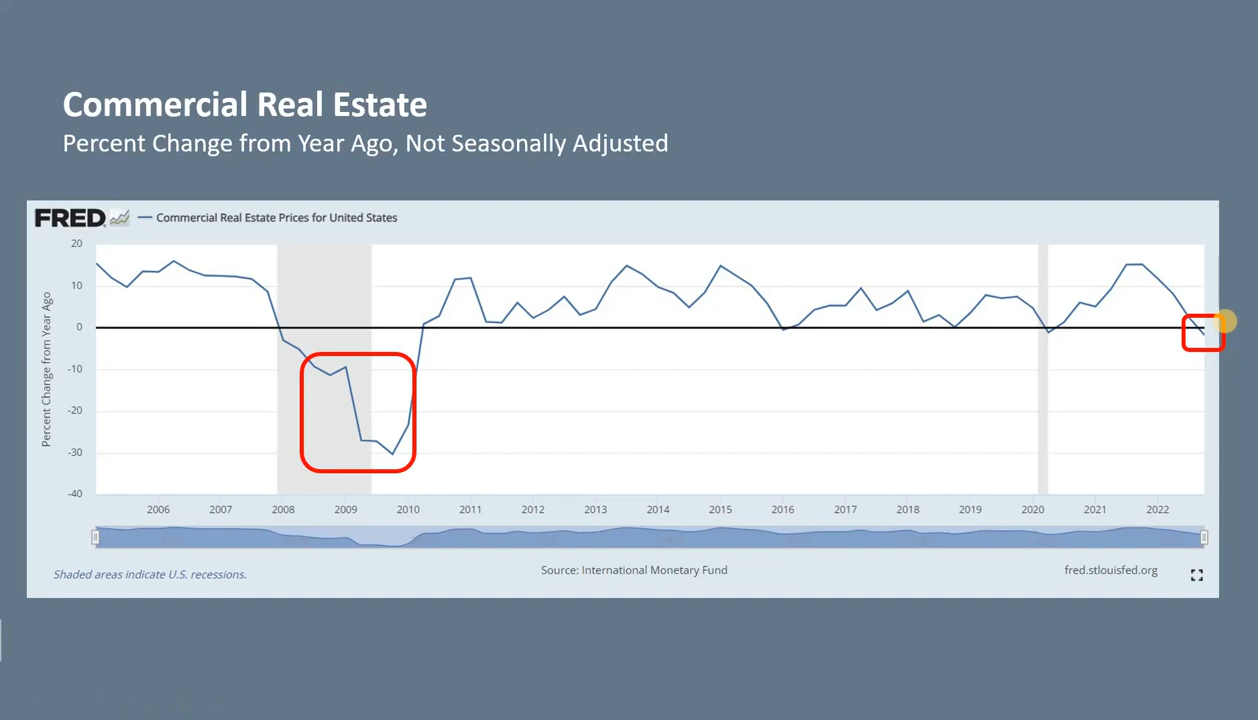 Commercial Real Estate
Percent Change from Year Ago, Not Seasonally Adjusted
FRED
Commercial Real Estate Prices for United States
Percent Change from Year Ago
20
10
0
-10
-20
-30
-40
2006 2007 2008 2009 2010 2011 2012 2013 2014 2015 2016 2017 2018 2019 2020 2021 2022
Shaded areas indicate U.S. recessions.
Source: International Monetary Fund
fred.stlouisfed.org